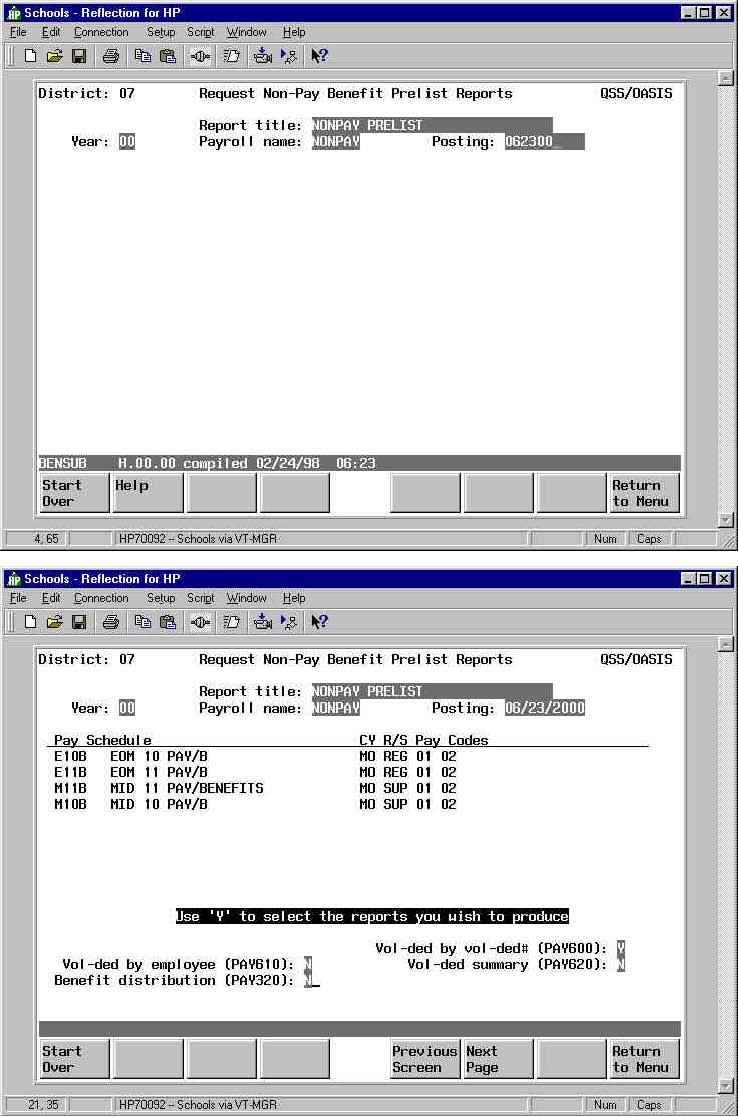 Schools - Reflection for HP
File Edit Connection Setup Script Window Help
District: 07 Request Non-Pay Benefit Prelist Reports QSS/OASIS
Report title: NONPAY PRELIST
Year: 00 Payroll name: NONPAY Posting: 062300_
BENSUB H.00.00 compiled 02/24/98 06:23
Start Over Help Return to Menu
4, 65 HP70092 -- Schools via VT-MGR Num Caps
Schools - Reflection for HP
File Edit Connection Setup Script Window Help
District: 07 Request Non-Pay Benefit Prelist Reports QSS/OASIS
Report title: NONPAY PRELIST
Year: 00 Payroll name: NONPAY Posting: 06/23/2000
Pay Schedule CY R/S Pay Codes
E10B EOM 10 PAY/B MO REG 01 02
E11B EOM 11 PAY/B MO REG 01 02
M11B MID 11 PAY/BENEFITS MO SUP 01 02
M10B MID 10 PAY/B MO SUP 01 02
Use 'Y' to select the reports you wish to produce
Vol-ded by vol-ded# (PAY600): Y
Vol-ded by employee (PAY610): N Vol-ded summary (PAY620): N
Benefit distribution (PAY320): N_
Start Over Previous Screen Next Page Return to Menu
21, 35 HP70092 -- Schools via VT-MGR Num Caps